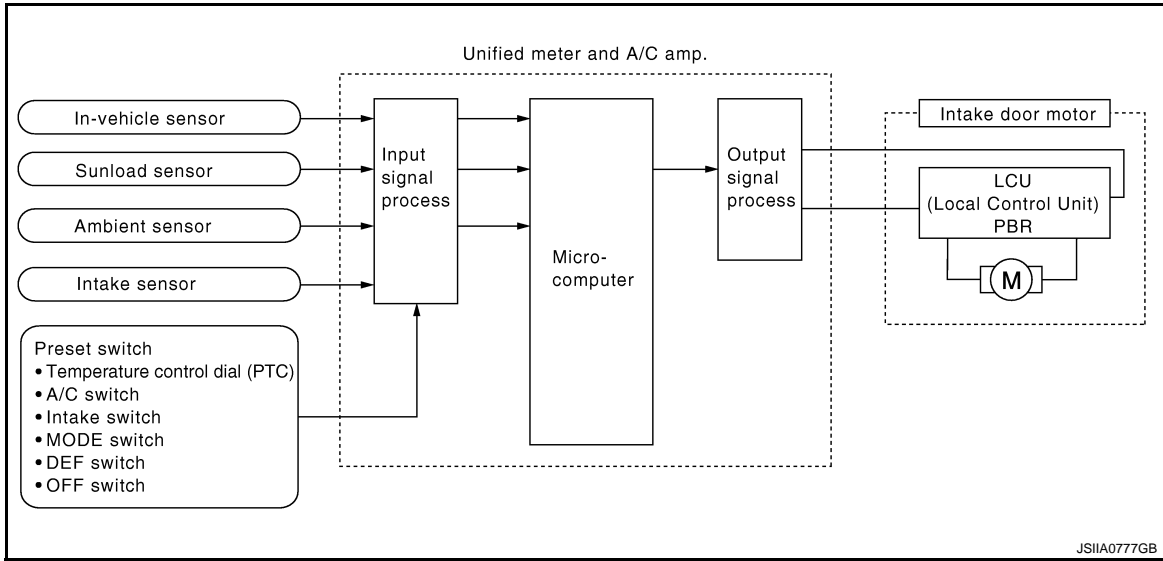 Unified meter and A/C amp.
In-vehicle sensor
Sunload sensor
Ambient sensor
Intake sensor
Preset switch
• Temperature control dial (PTC)
• A/C switch
• Intake switch
• MODE switch
• DEF switch
• OFF switch
Input
signal
process
Micro-
computer
Output
signal
process
Intake door motor
LCU
(Local Control Unit)
PBR
M
JSIIA0777GB